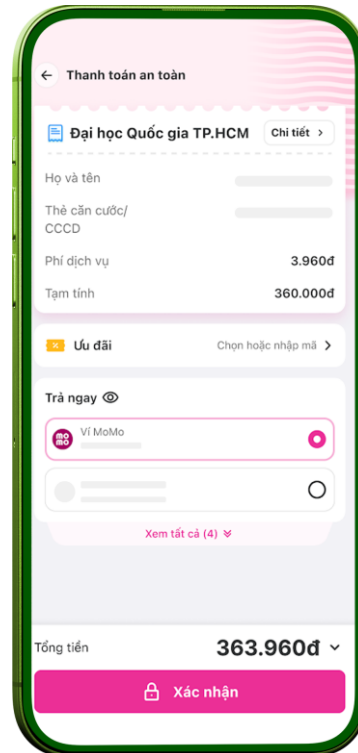 Thanh toán an toàn
Đại học Quốc gia TP.HCM Chi tiết
Họ và tên
Thẻ căn cước/
CCCD
Phí dịch vụ 3.960đ
Tạm tính 360.000đ
Ưu đãi Chọn hoặc nhập mã
Trả ngay
mo mo Ví MoMo
Xem tất cả (4)
Tổng tiền 363.960đ
Xác nhận